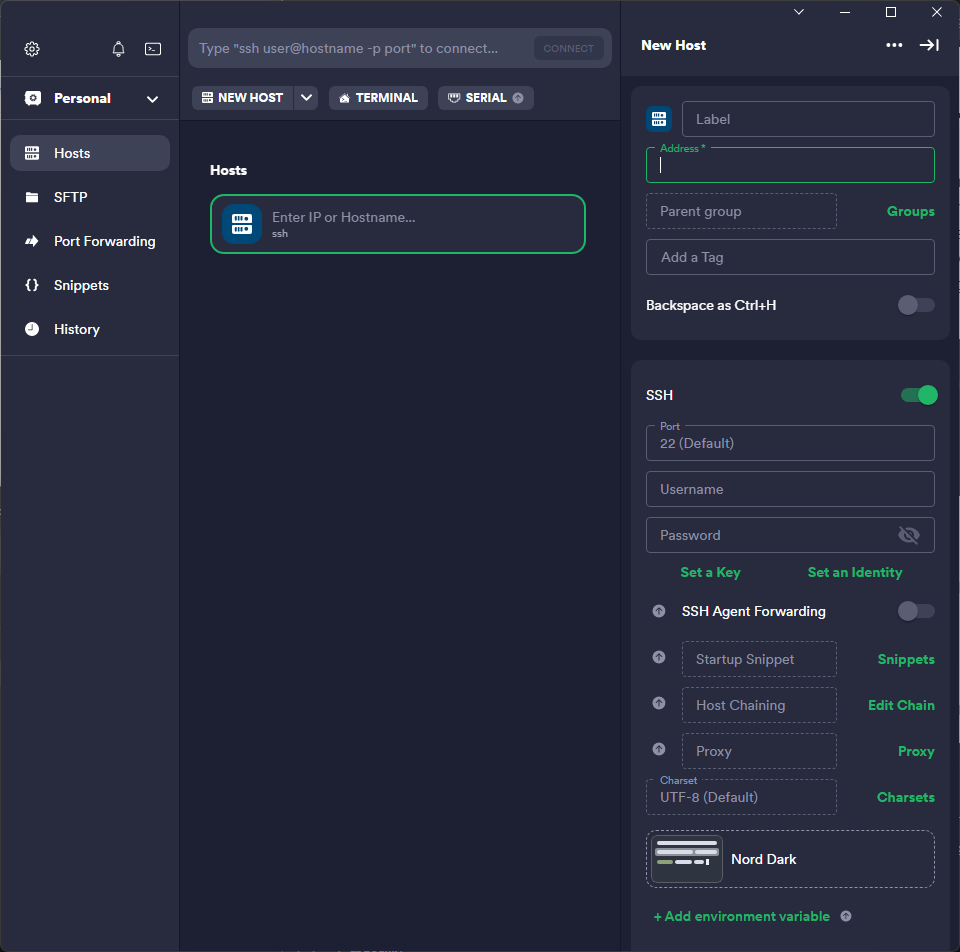 Personal
Hosts
SFTP
Port Forwarding
Snippets
History
Type "ssh user@hostname -p port" to connect...
CONNECT
NEW HOST
TERMINAL
SERIAL
Hosts
Enter IP or Hostname...
ssh
New Host
Label
Address *
Parent group
Groups
Add a Tag
Backspace as Ctrl+H
SSH
Port
22 (Default)
Username
Password
Set a Key
Set an Identity
SSH Agent Forwarding
Startup Snippet
Snippets
Host Chaining
Edit Chain
Proxy
Proxy
Charset
UTF-8 (Default)
Charsets
Nord Dark
+ Add environment variable